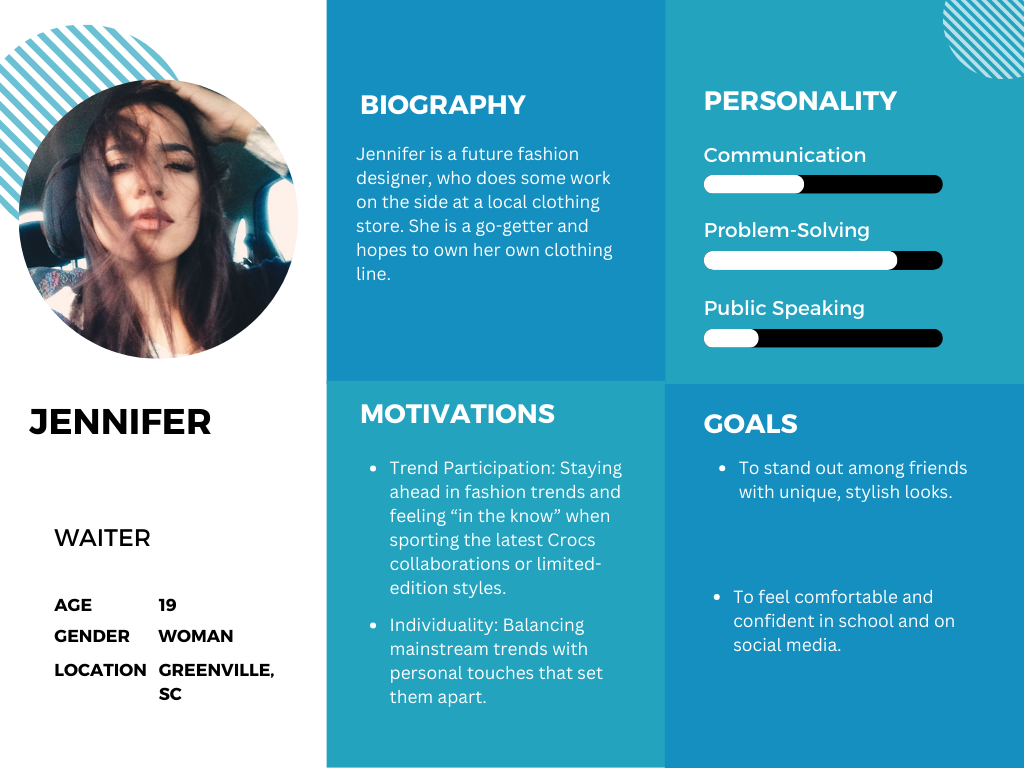 JENNIFER
WAITER
AGE 19
GENDER WOMAN
LOCATION GREENVILLE,
SC
BIOGRAPHY
Jennifer is a future fashion
designer, who does some work
on the side at a local clothing
store. She is a go-getter and
hopes to own her own clothing
line.
PERSONALITY
Communication
Problem-Solving
Public Speaking
MOTIVATIONS
• Trend Participation: Staying
ahead in fashion trends and
feeling “in the know” when
sporting the latest Crocs
collaborations or limited-
edition styles.
• Individuality: Balancing
mainstream trends with
personal touches that set
them apart.
GOALS
• To stand out among friends
with unique, stylish looks.
• To feel comfortable and
confident in school and on
social media.